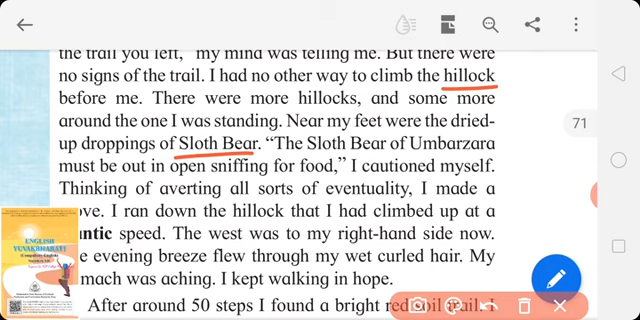 the trail you left," my mind was telling me. But there were
no signs of the trail. I had no other way to climb the hillock
before me. There were more hillocks, and some more
around the one I was standing. Near my feet were the dried-
up droppings of Sloth Bear. "The Sloth Bear of Umbarzara
must be out in open sniffing for food," I cautioned myself.
Thinking of averting all sorts of eventuality, I made a
ove. I ran down the hillock that I had climbed up at a
untic speed. The west was to my right-hand side now.
e evening breeze flew through my wet curled hair. My
mach was aching. I kept walking in hope.
After around 50 steps I found a bright red soil trail. I
71
ENGLISH
YUVAKBHARATI